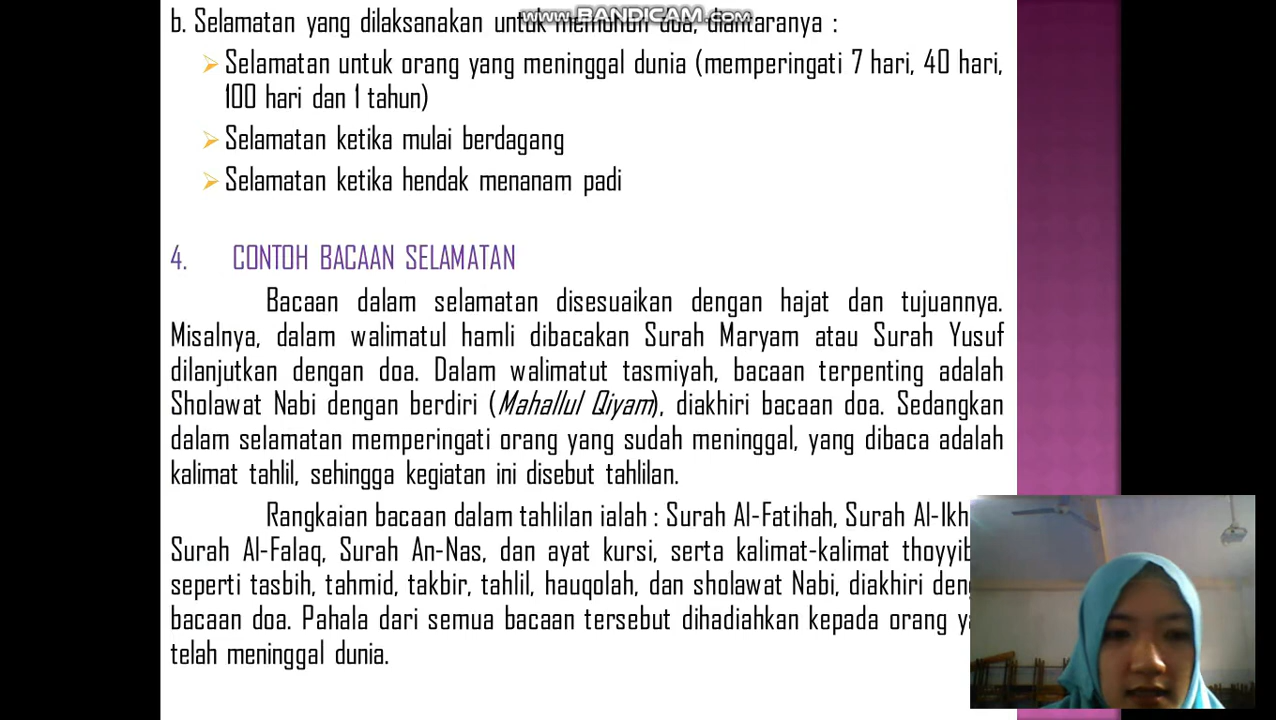 www.BANDICAM.com
b. Selamatan yang dilaksanakan untuk memohon doa, diantaranya :
Selamatan untuk orang yang meninggal dunia (memperingati 7 hari, 40 hari,
100 hari dan 1 tahun)
Selamatan ketika mulai berdagang
Selamatan ketika hendak menanam padi
4. CONTOH BACAAN SELAMATAN
Bacaan dalam selamatan disesuaikan dengan hajat dan tujuannya.
Misalnya, dalam walimatul hamli dibacakan Surah Maryam atau Surah Yusuf
dilanjutkan dengan doa. Dalam walimatut tasmiyah, bacaan terpenting adalah
Sholawat Nabi dengan berdiri (Mahallul Qiyam), diakhiri bacaan doa. Sedangkan
dalam selamatan memperingati orang yang sudah meninggal, yang dibaca adalah
kalimat tahlil, sehingga kegiatan ini disebut tahlilan.
Rangkaian bacaan dalam tahlilan ialah : Surah Al-Fatihah, Surah Al-Ikh
Surah Al-Falaq, Surah An-Nas, dan ayat kursi, serta kalimat-kalimat thoyyib
seperti tasbih, tahmid, takbir, tahlil, hauqolah, dan sholawat Nabi, diakhiri den
bacaan doa. Pahala dari semua bacaan tersebut dihadiahkan kepada orang ya
telah meninggal dunia.